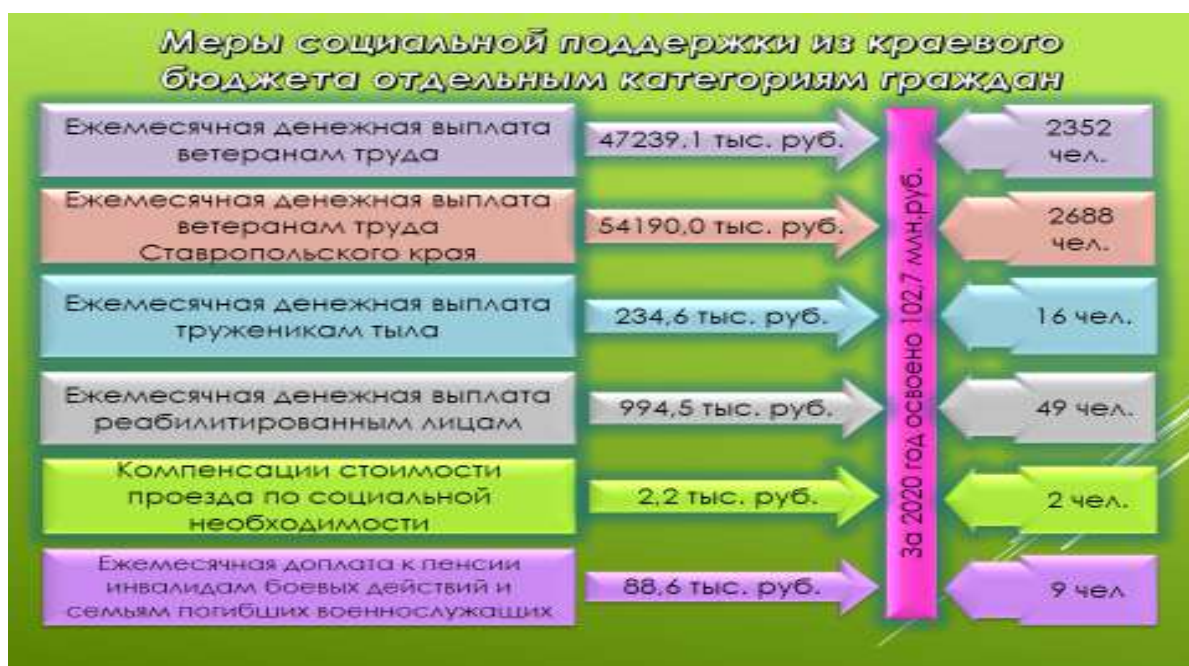 Меры социальной поддержки из краевого
бюджета отдельным категориям граждан
Ежемесячная денежная выплата
ветеранам труда
47239,1 тыс. руб.
2352
чел.
Ежемесячная денежная выплата
ветеранам труда
Ставропольского края
54190,0 тыс. руб.
2688
чел.
Ежемесячная денежная выплата
труженикам тыла
234,6 тыс. руб.
16 чел.
Ежемесячная денежная выплата
реабилитированным лицам
994,5 тыс. руб.
49 чел.
Компенсации стоимости
проезда по социальной
необходимости
2,2 тыс. руб.
2 чел.
Ежемесячная доплата к пенсии
инвалидам боевых действий и
семьям погибших военнослужащих
88,6 тыс. руб.
9 чел
За 2020 год освоено 102,7 млн.руб.